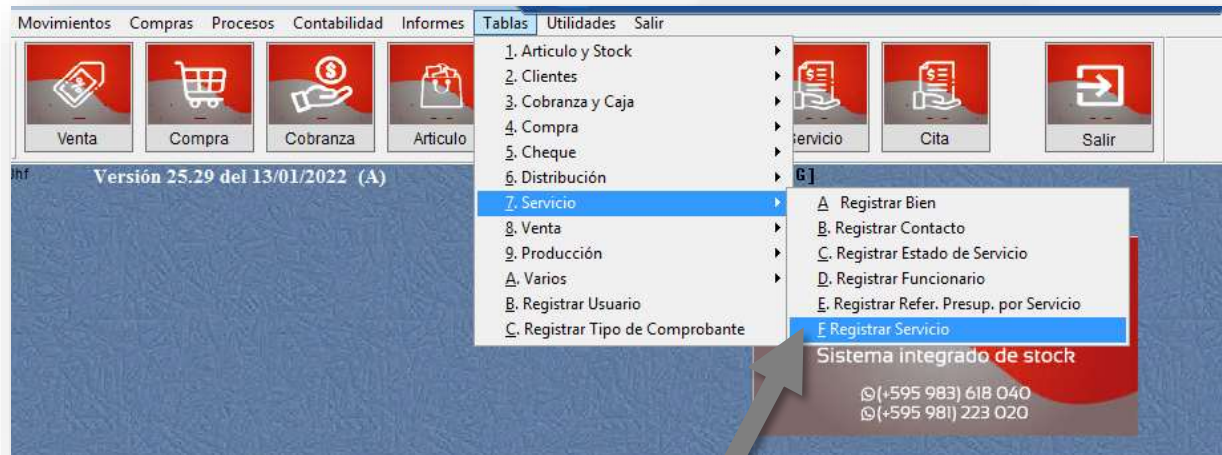 Movimientos Compras Procesos Contabilidad Informes Tablas Utilidades Salir
Venta Compra Cobranza Articulo Cita Salir
Versión 25.29 del 13/01/2022 (A) G]
1. Articulo y Stock
2. Clientes
3. Cobranza y Caja
4. Compra
5. Cheque
6. Distribución
7. Servicio
8. Venta
9. Producción
A. Varios
B. Registrar Usuario
C. Registrar Tipo de Comprobante
A Registrar Bien
B. Registrar Contacto
C. Registrar Estado de Servicio
D. Registrar Funcionario
E. Registrar Refer. Presup. por Servicio
F Registrar Servicio
Sistema integrado de stock
(+595 983) 618 040
(+595 981) 223 020